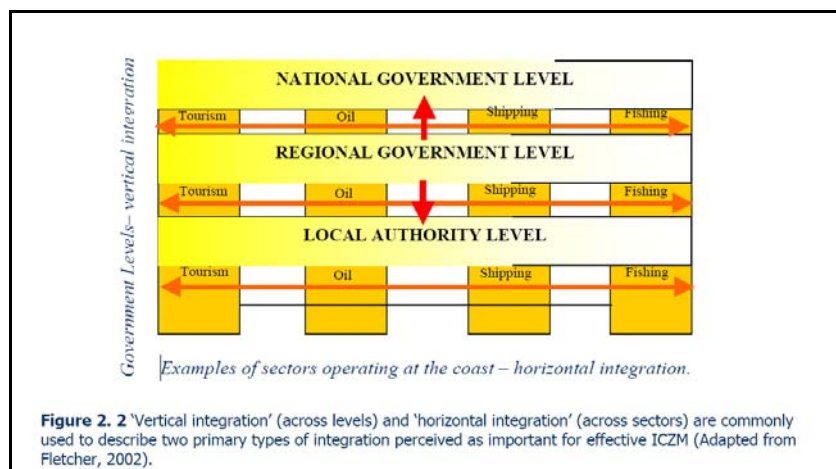 Government Levels– vertical integration
NATIONAL GOVERNMENT LEVEL
Tourism Oil Shipping Fishing
REGIONAL GOVERNMENT LEVEL
Tourism Oil Shipping Fishing
LOCAL AUTHORITY LEVEL
Tourism Oil Shipping Fishing
Examples of sectors operating at the coast – horizontal integration.
Figure 2. 2 ‘Vertical integration’ (across levels) and ‘horizontal integration’ (across sectors) are commonly
used to describe two primary types of integration perceived as important for effective ICZM (Adapted from
Fletcher, 2002).